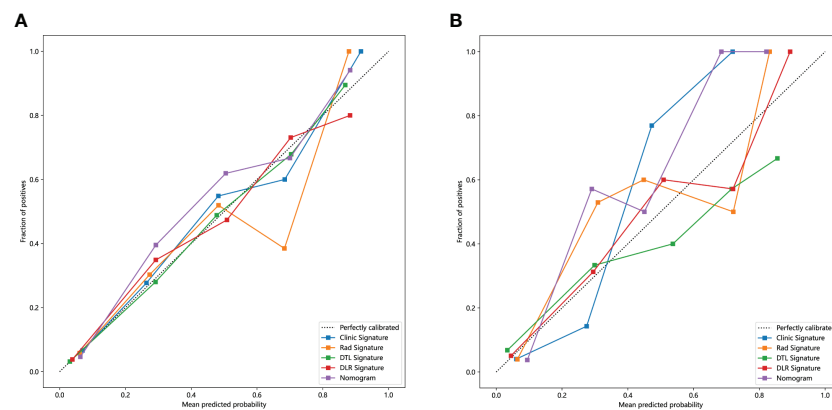 A
B
1.0
0.8
0.6
0.4
0.2
0.0
Fraction of positives
0.0 0.2 0.4 0.6 0.8 1.0
Mean predicted probability
Perfectly calibrated
Clinic Signature
Rad Signature
DTL Signature
DLR Signature
Nomogram
1.0
0.8
0.6
0.4
0.2
0.0
Fraction of positives
0.0 0.2 0.4 0.6 0.8 1.0
Mean predicted probability
Perfectly calibrated
Clinic Signature
Rad Signature
DTL Signature
DLR Signature
Nomogram